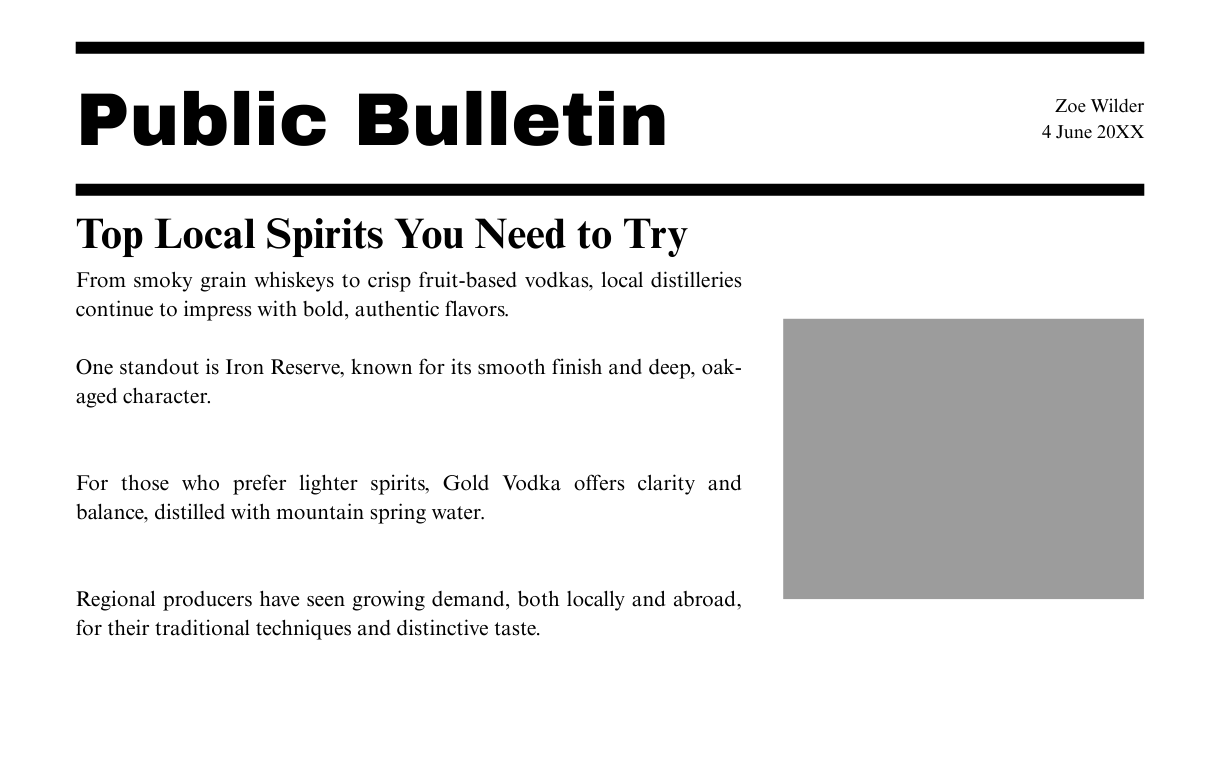 Public Bulletin
Zoe Wilder
4 June 20XX
Top Local Spirits You Need to Try
From smoky grain whiskeys to crisp fruit-based vodkas, local distilleries
continue to impress with bold, authentic flavors.
One standout is Iron Reserve, known for its smooth finish and deep, oak-
aged character.
For those who prefer lighter spirits, Gold Vodka offers clarity and
balance, distilled with mountain spring water.
Regional producers have seen growing demand, both locally and abroad,
for their traditional techniques and distinctive taste.